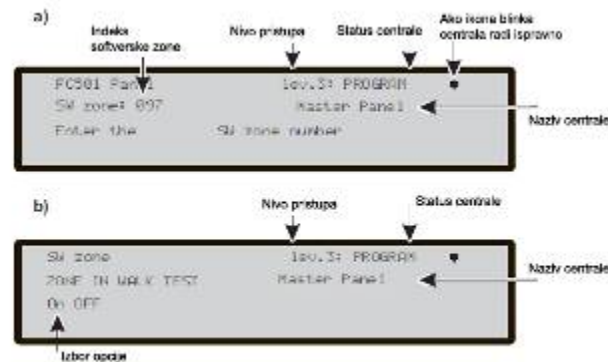 a)
Indeks
softverske zone
Nivo pristupa
Status centrale
Ako ikona blinka
centrala radi ispravno
FC501 Panel lev.3: PROGRAM
SW zone: 097 Master Panel
Enter the SW zone number
Naziv centrale
b)
Nivo pristupa
Status centrale
SW zone lev.3: PROGRAM
ZONE IN WALK TEST Master Panel
On OFF
Naziv centrale
Izbor opcije